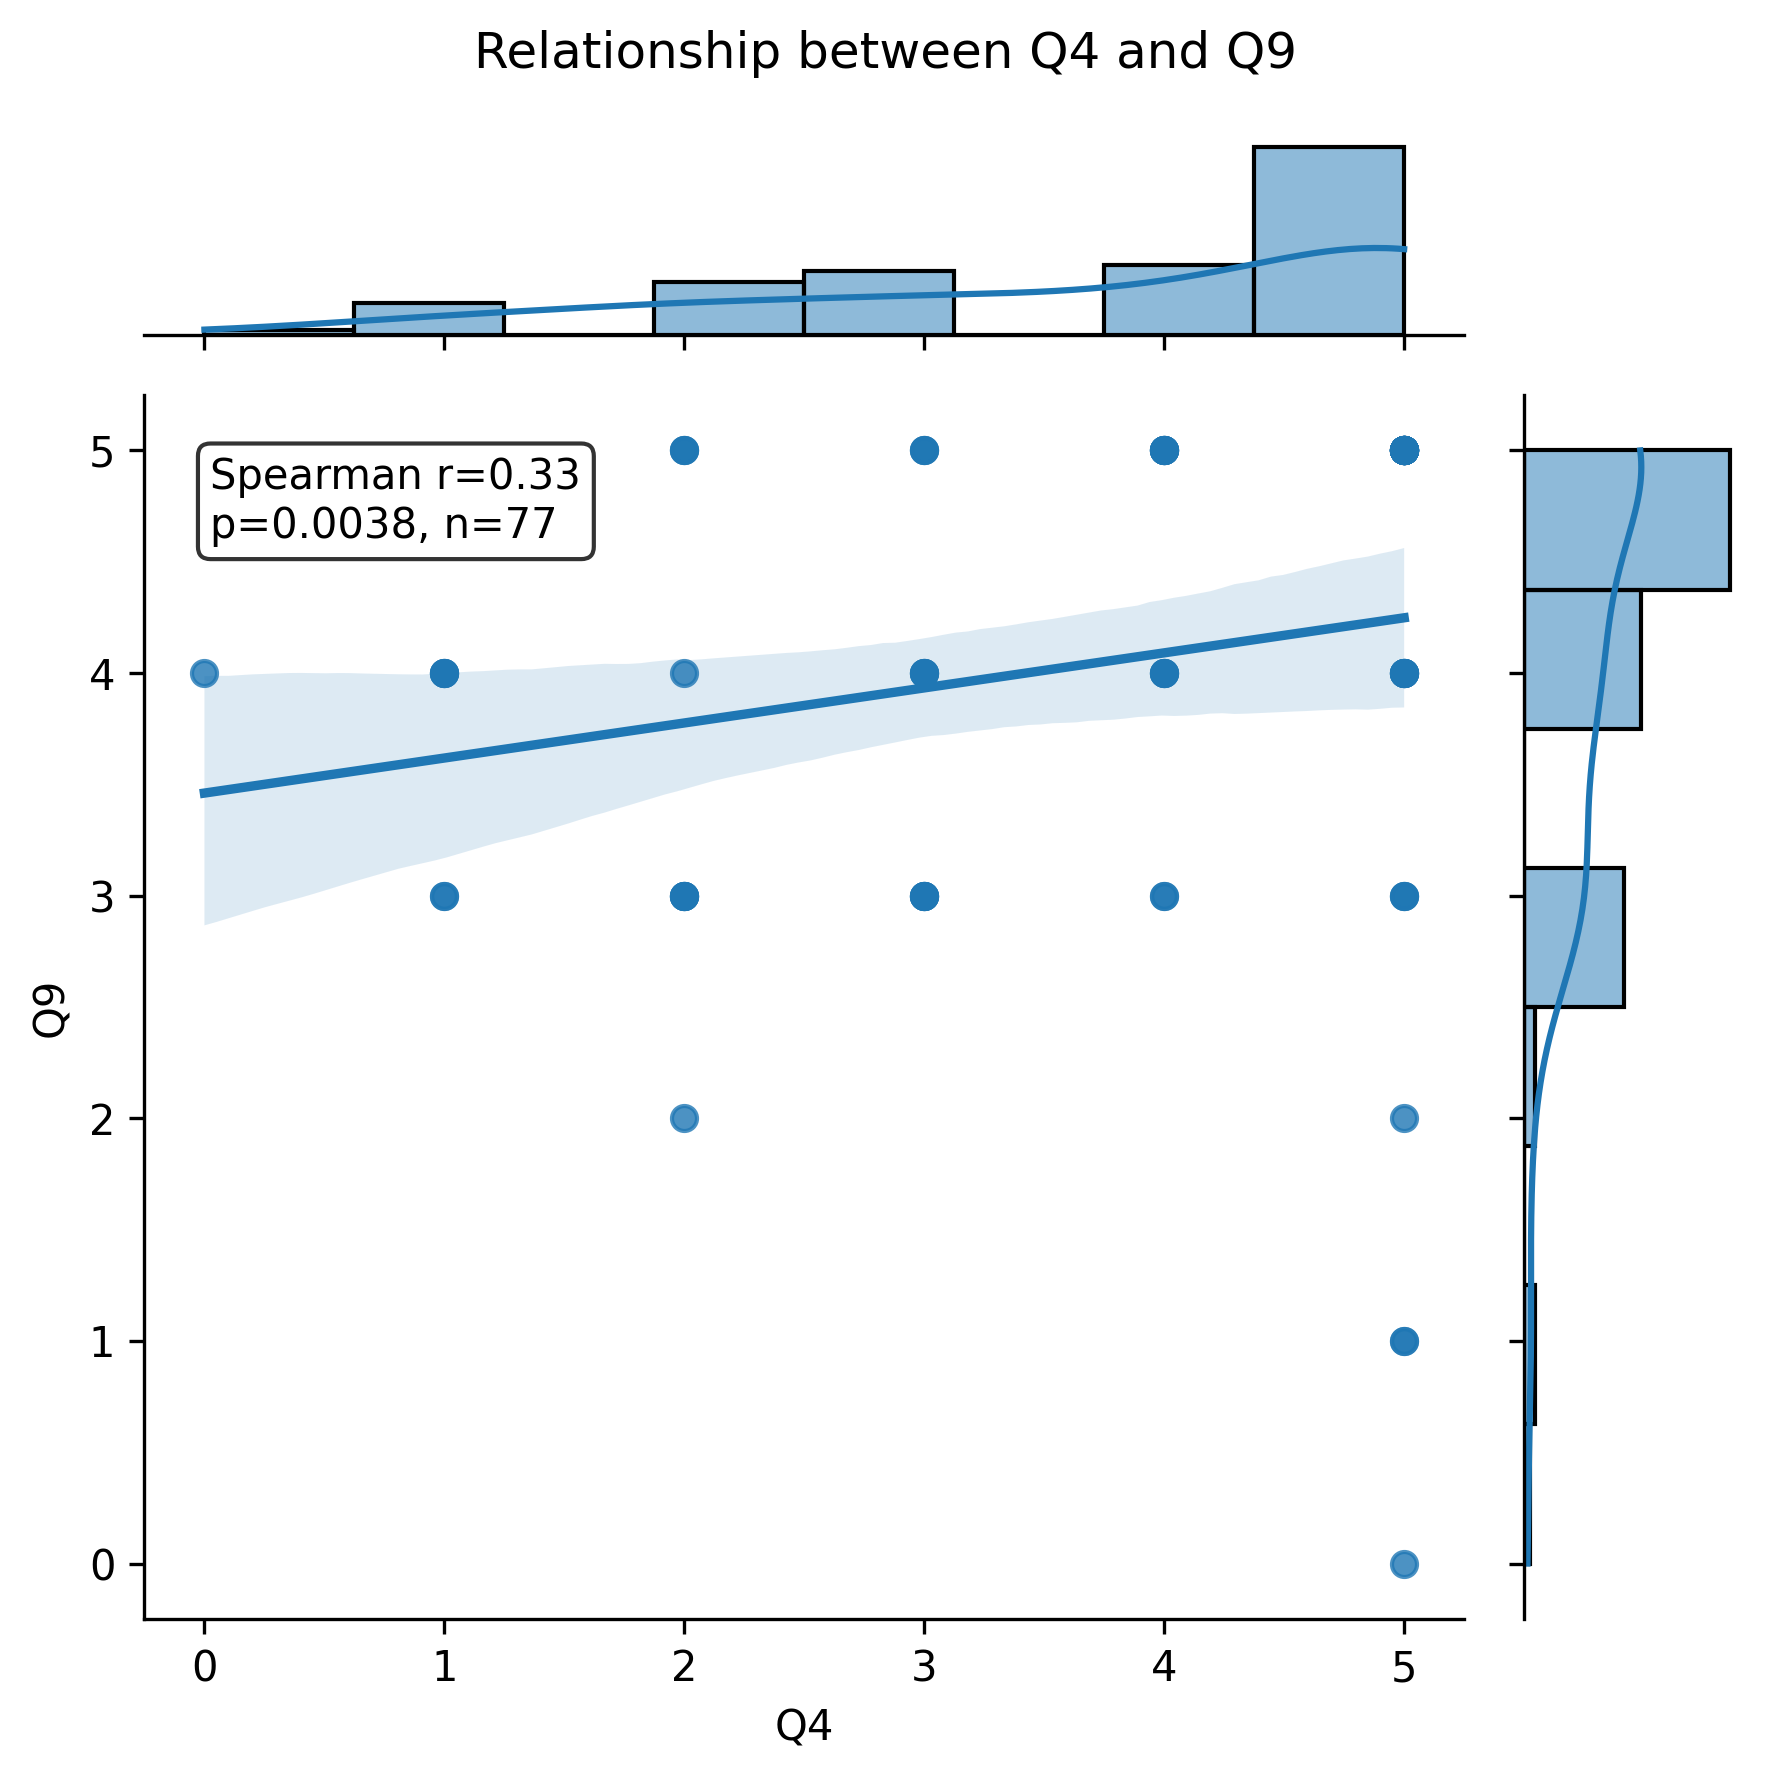 Relationship between Q4 and Q9
Spearman r=0.33
p=0.0038, n=77
5
4
3
2
1
0
Q9
0 1 2 3 4 5
Q4